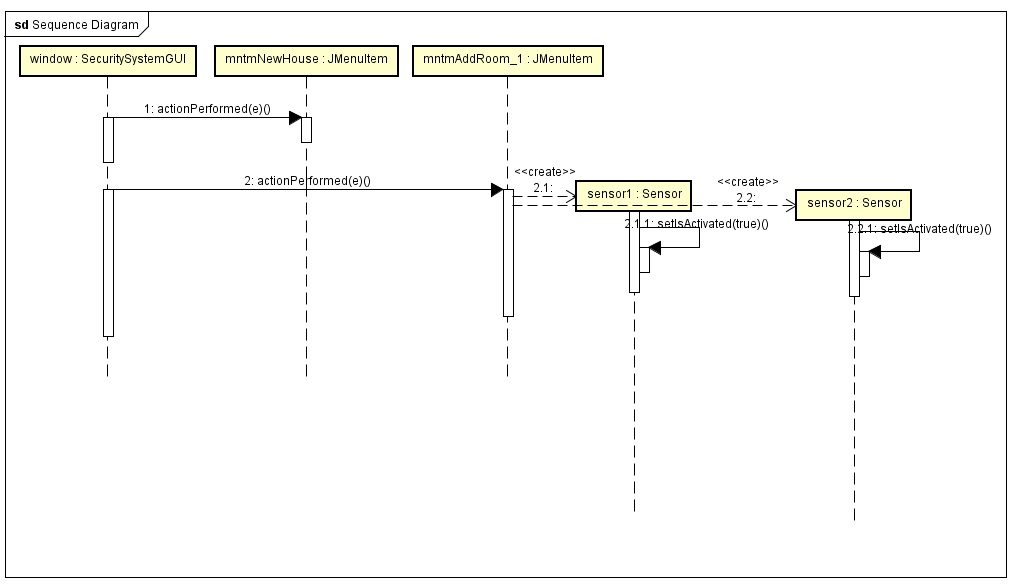 sd Sequence Diagram
window : SecuritySystemGUI
mntmNewHouse : JMenuItem
mntmAddRoom_1 : JMenuItem
1: actionPerformed(e)()
2: actionPerformed(e)()
<<create>>
2.1:
sensor1 : Sensor
<<create>>
2.2:
sensor2 : Sensor
2.1.1: setIsActivated(true)()
2.2.1: setIsActivated(true)()